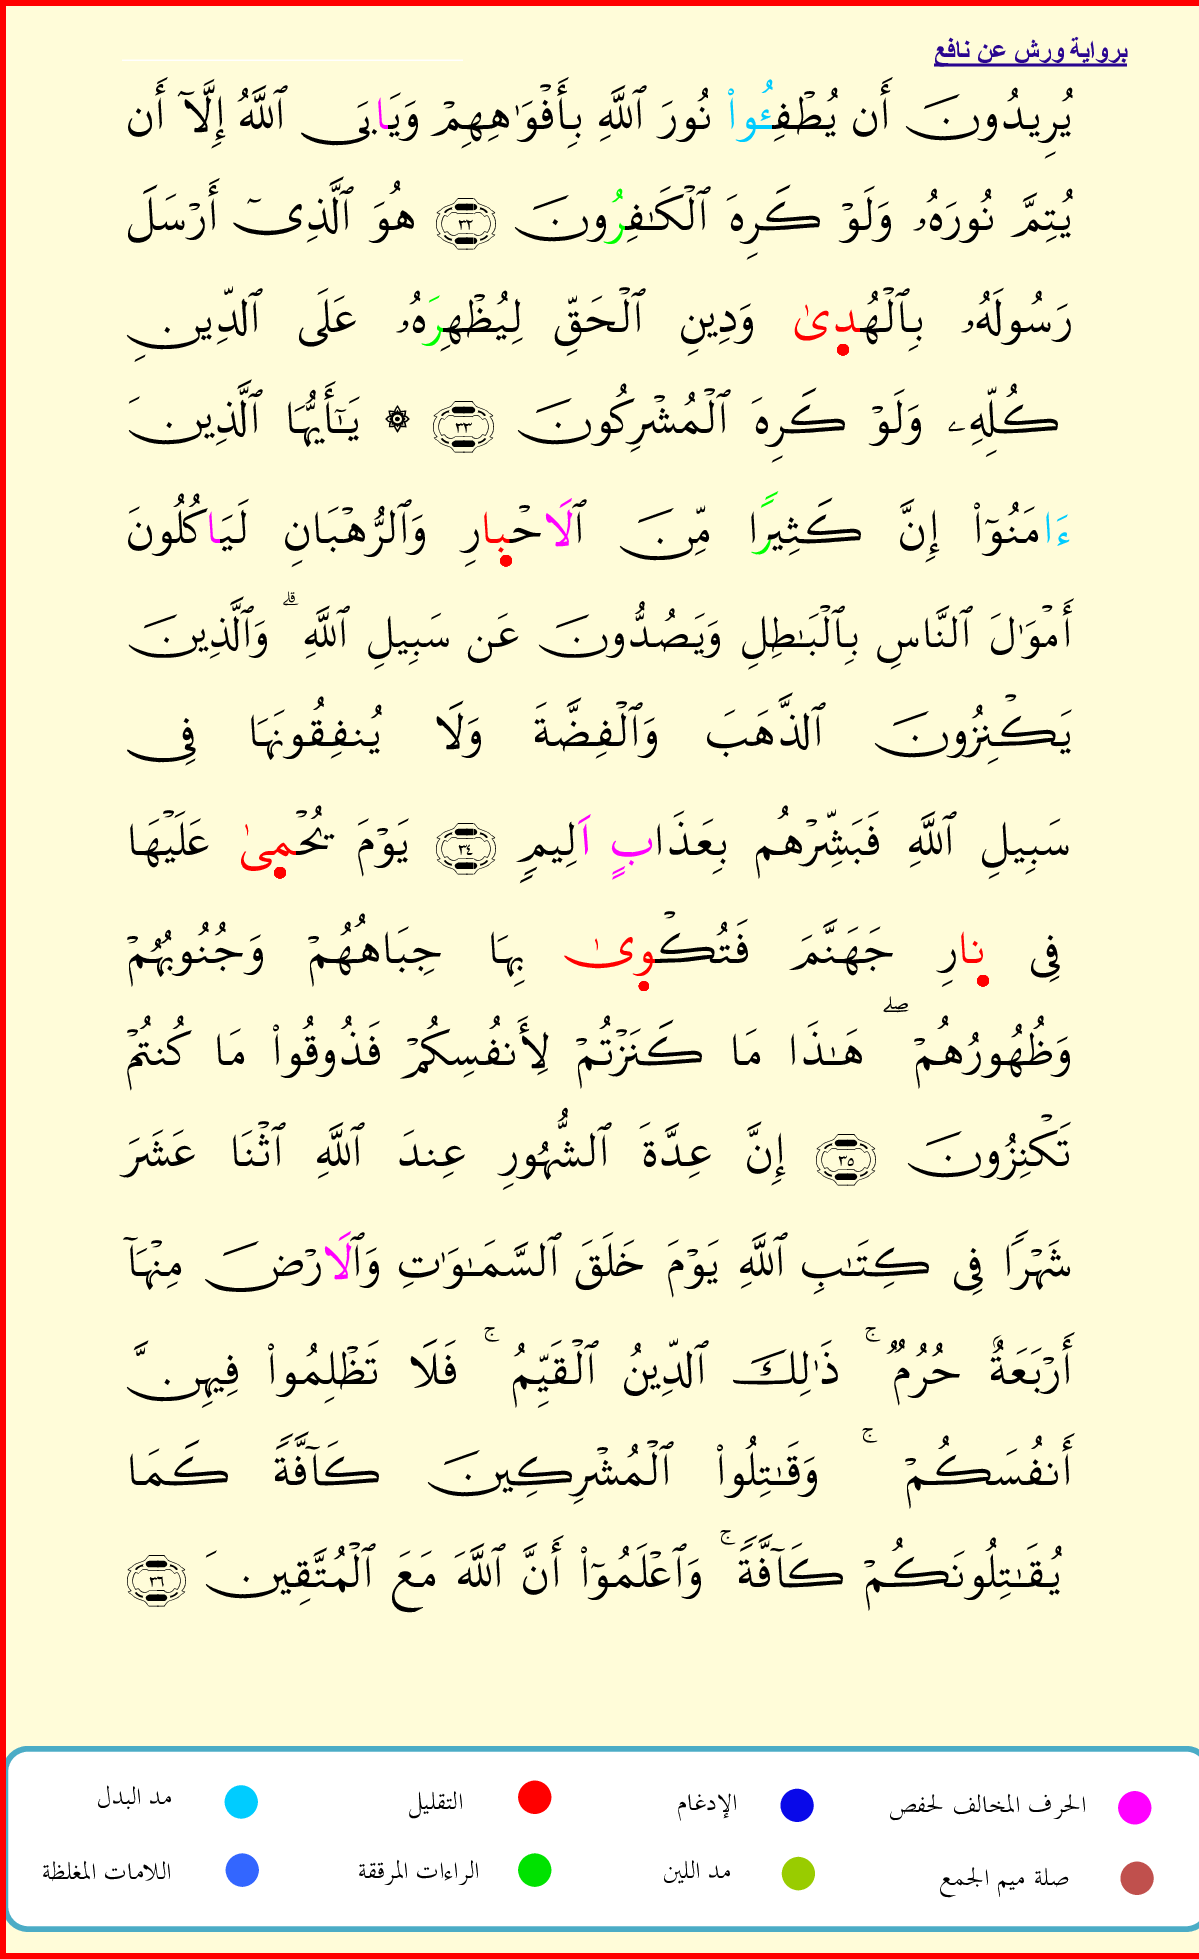 برواية ورش عن نافع
يُرِيدُونَ أَن يُطْفِـُٔواْ نُورَ اَ۬للَّهِ بِأَفْوَٰهِهِمْ وَيَابَى اَ۬للَّهُ إِلَّآ أَن
يُتِمَّ نُورَهُۥ وَلَوْ كَرِهَ اَ۬لْكَٰفِرُونَ ٣٢ هُوَ اَ۬لَّذِىٓ أَرْسَلَ
رَسُولَهُۥ بِالْهُدۭىٰ وَدِينِ اِ۬لْحَقِّ لِيُظْهِرَهُۥ عَلَى اَ۬لدِّينِ
كُلِّهِۦ وَلَوْ كَرِهَ اَ۬لْمُشْرِكُونَ ٣٣ ۞ يَٰٓأَيُّهَا اَ۬لَّذِينَ
ءَامَنُوٓاْ إِنَّ كَثِيرًا مِّنَ اَ۬لَاحْبۭارِ وَالرُّهْبَانِ لَيَاكُلُونَ
أَمْوَٰلَ اَ۬لنَّاسِ بِالْبَٰطِلِ وَيَصُدُّونَ عَن سَبِيلِ اِ۬للَّهِ ۗ وَالَّذِينَ
يَكْنِزُونَ اَ۬لذَّهَبَ وَالْفِضَّةَ وَلَا يُنفِقُونَهَا فِى
سَبِيلِ اِ۬للَّهِ فَبَشِّرْهُم بِعَذَابٍ اَلِيمٍ ٣٤ يَوْمَ يُحْمۭىٰ عَلَيْهَا
فِى نۭارِ جَهَنَّمَ فَتُكْوۭىٰ بِهَا جِبَاهُهُمْ وَجُنُوبُهُمْ
وَظُهُورُهُمْ ۖ هَٰذَا مَا كَنَزْتُمْ لِأَنفُسِكُمْ فَذُوقُواْ مَا كُنتُمْ
تَكْنِزُونَ ٣٥ إِنَّ عِدَّةَ اَ۬لشُّهُورِ عِندَ اَ۬للَّهِ اَ۪ثْنَا عَشَرَ
شَهْرًا فِى كِتَٰبِ اِ۬للَّهِ يَوْمَ خَلَقَ اَ۬لسَّمَٰوَٰتِ وَالَارْضَ مِنْهَآ
أَرْبَعَةٌ حُرُمٌ ۚ ذَٰلِكَ اَ۬لدِّينُ اُ۬لْقَيِّمُ ۚ فَلَا تَظْلِمُواْ فِيهِنَّ
أَنفُسَكُمْ ۚ وَقَٰتِلُواْ اُ۬لْمُشْرِكِينَ كَآفَّةً كَمَا
يُقَٰتِلُونَكُمْ كَآفَّةً ۚ وَاعْلَمُوٓاْ أَنَّ اَ۬للَّهَ مَعَ اَ۬لْمُتَّقِينَ ٣٦
الحرف المخالف لحفص الإدغام التقليل مد البدل
صلة ميم الجمع مد اللين الراءات المرققة اللامات المغلظة